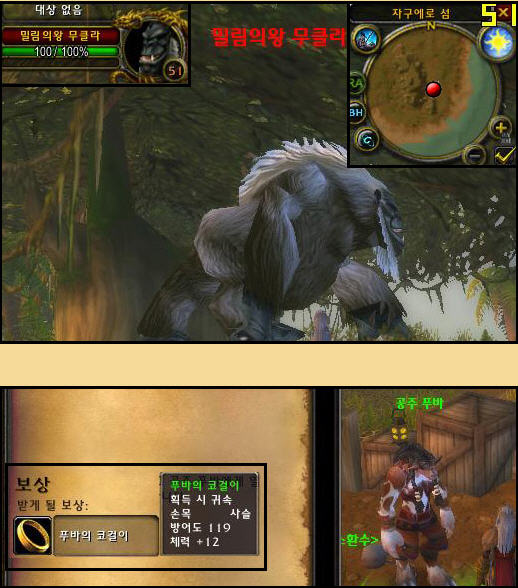 대상 없음
밀림의왕 무클라
100/100%
51
밀림의왕 무클라
자구에로 섬
51
N
RA
BH
G
보상
받게 될 보상:
푸바의 코걸이
푸바의 코걸이
획득 시 귀속
손목 사슬
방어도 119
체력 +12
공주 푸바
<환수>